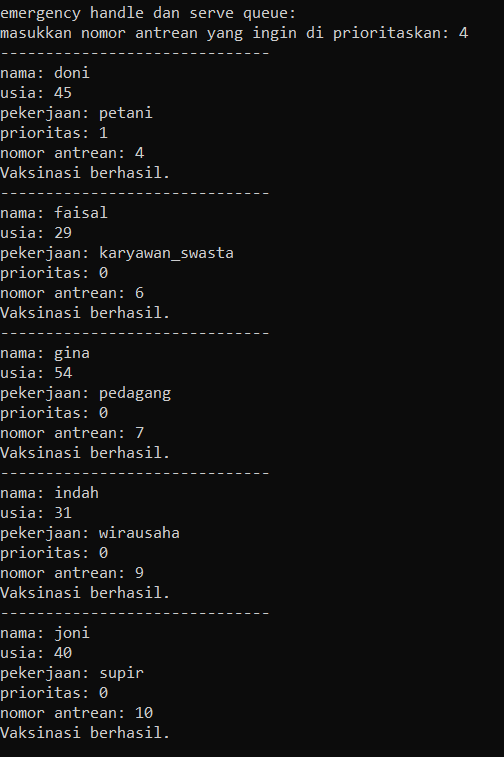 emergency handle dan serve queue:
masukkan nomor antrean yang ingin di prioritaskan: 4
------------------------------
nama: doni
usia: 45
pekerjaan: petani
prioritas: 1
nomor antrean: 4
Vaksinasi berhasil.
------------------------------
nama: faisal
usia: 29
pekerjaan: karyawan_swasta
prioritas: 0
nomor antrean: 6
Vaksinasi berhasil.
------------------------------
nama: gina
usia: 54
pekerjaan: pedagang
prioritas: 0
nomor antrean: 7
Vaksinasi berhasil.
------------------------------
nama: indah
usia: 31
pekerjaan: wirausaha
prioritas: 0
nomor antrean: 9
Vaksinasi berhasil.
------------------------------
nama: joni
usia: 40
pekerjaan: supir
prioritas: 0
nomor antrean: 10
Vaksinasi berhasil.